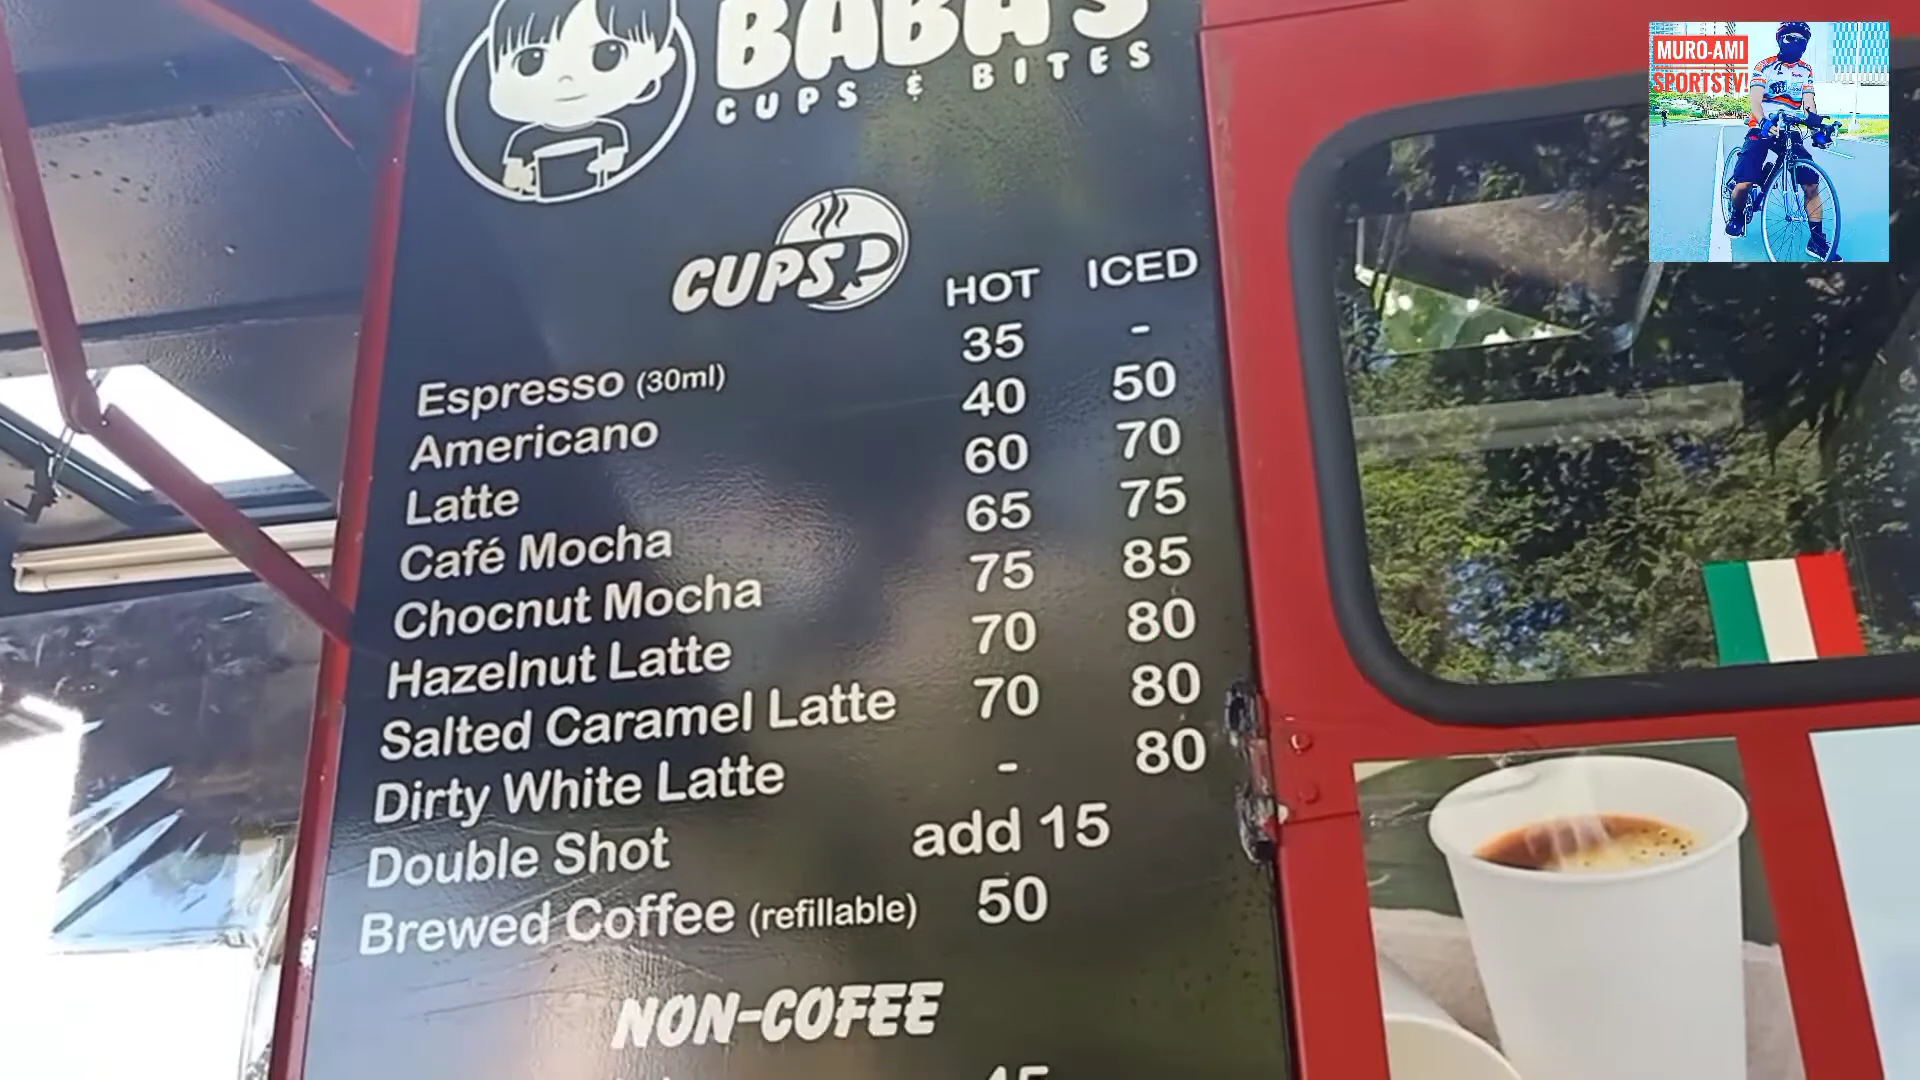 BABA'S
CUPS & BITES
CUPS
HOT ICED
Espresso (30ml) 35 -
Americano 40 50
Latte 60 70
Café Mocha 65 75
Chocnut Mocha 75 85
Hazelnut Latte 70 80
Salted Caramel Latte 70 80
Dirty White Latte - 80
Double Shot add 15
Brewed Coffee (refillable) 50
NON-COFEE
MURO-AMI
SPORTSTV!